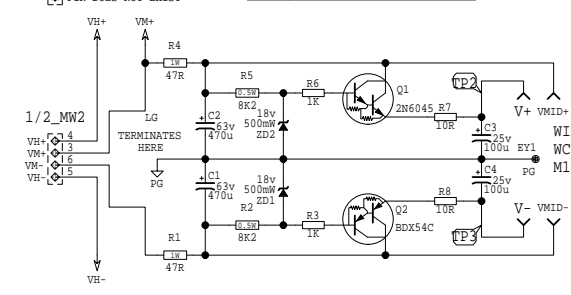 VH+
VM+
R4
1W
47R
R5
0.5W
8K2
R6
1K
Q1
2N6045
R7
10R
TP2
V+
VMID+
1/2_MW2
VH+
VM+
VM-
VH-
4
3
6
5
LG
TERMINATES
HERE
C2
63v
470u
18v
500mW
ZD2
C3
25v
100u
EY1
PG
WI
WC
M1
PG
C1
63v
470u
18v
500mW
ZD1
C4
25v
100u
R2
0.5W
8K2
R3
1K
Q2
BDX54C
R8
10R
TP3
V-
VMID-
R1
1W
47R
VH-